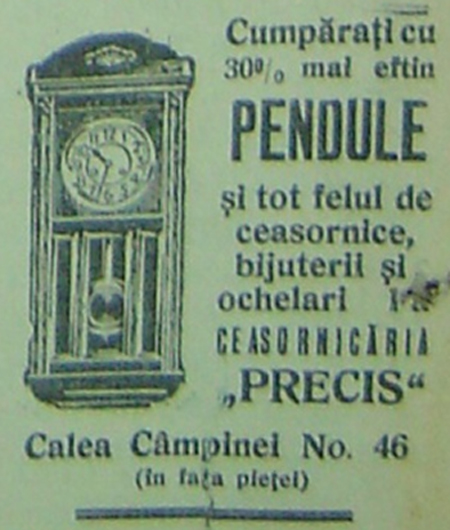 Cumpărați cu
30% mai eftin
PENDULE
și tot felul de
ceasornice,
bijuterii și
ochelari la
CEASORNICĂRIA
„PRECIS“
Calea Câmpinei No. 46
(în fața pieței)